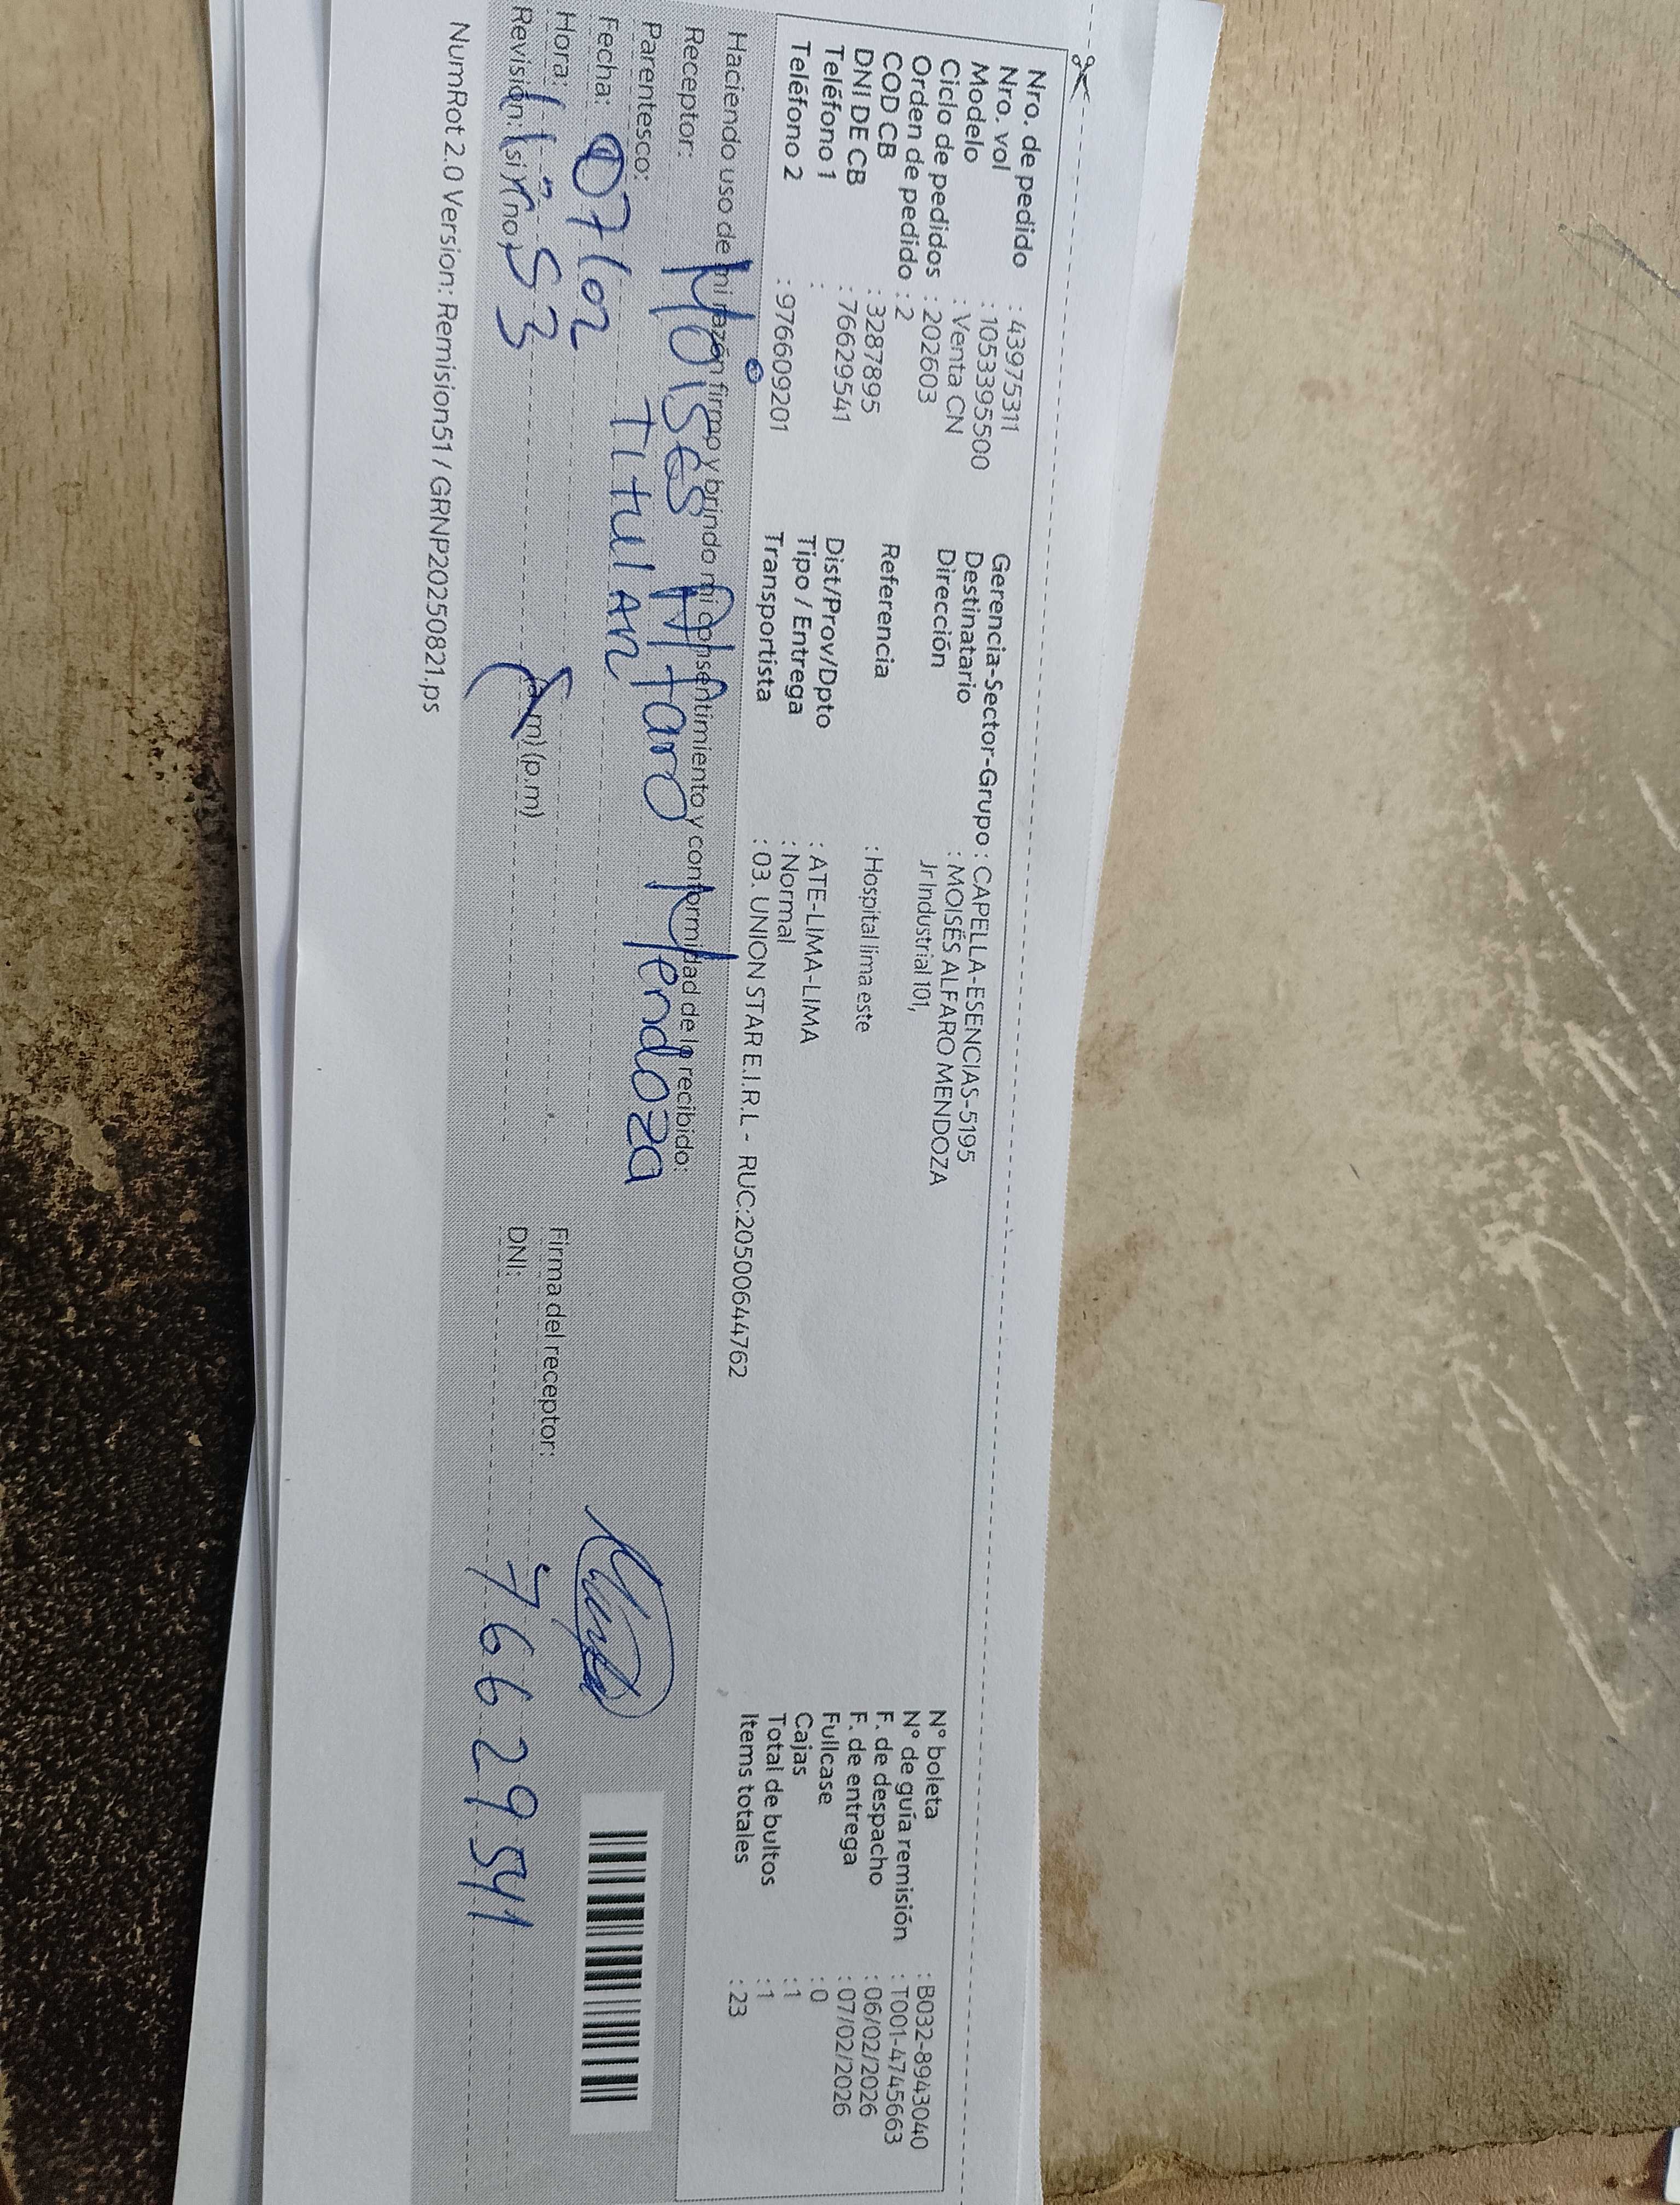 Nro. de pedido : 43975311
Nro. vol : 1053395500
Modelo : Venta CN
Ciclo de pedidos : 202603
Orden de pedido : 2
COD CB : 3287895
DNI DE CB : 76629541
Teléfono 1 :
Teléfono 2 : 976609201
Gerencia-Sector-Grupo : CAPELLA-ESENCIAS-5195
Destinatario : MOISÉS ALFARO MENDOZA
Dirección Jr Industrial 101,
Referencia : Hospital lima este
Dist/Prov/Dpto : ATE-LIMA-LIMA
Tipo / Entrega : Normal
Transportista : 03. UNION STAR E.I.R.L - RUC:20500644762
N° boleta : B032-8943040
N° de guía remisión : T001-4745663
F. de despacho : 06/02/2026
F. de entrega : 07/02/2026
Fullcase : 0
Cajas : 1
Total de bultos : 1
Items totales : 23
Haciendo uso de mi razón firmo y brindo mi consentimiento y conformidad de lo recibido:
Receptor: Moisés Alfaro Mendoza
Parentesco: TitulAr
Fecha: 07/02
Hora: 11:53 (a.m) (p.m)
Revisión: (si) (no)
Firma del receptor:
DNI: 76629541
NumRot 2.0 Version: Remision51 / GRNP20250821.ps